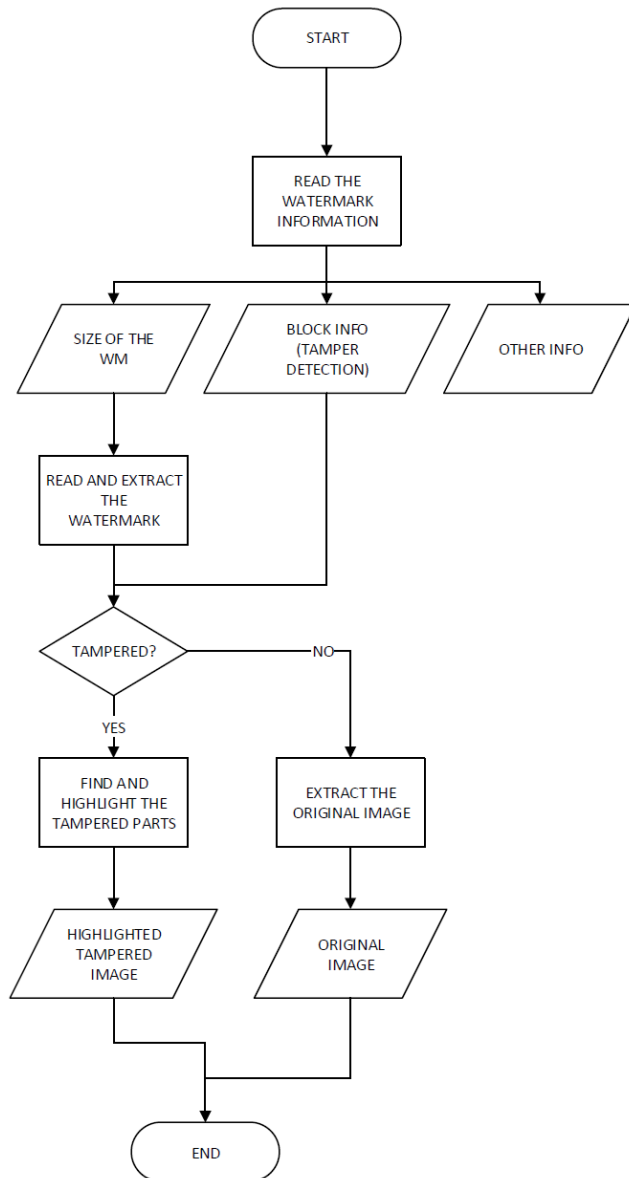 START
READ THE
WATERMARK
INFORMATION
SIZE OF THE
WM
BLOCK INFO
(TAMPER
DETECTION)
OTHER INFO
READ AND EXTRACT
THE
WATERMARK
TAMPERED?
NO
YES
FIND AND
HIGHLIGHT THE
TAMPERED PARTS
EXTRACT THE
ORIGINAL IMAGE
HIGHLIGHTED
TAMPERED
IMAGE
ORIGINAL
IMAGE
END